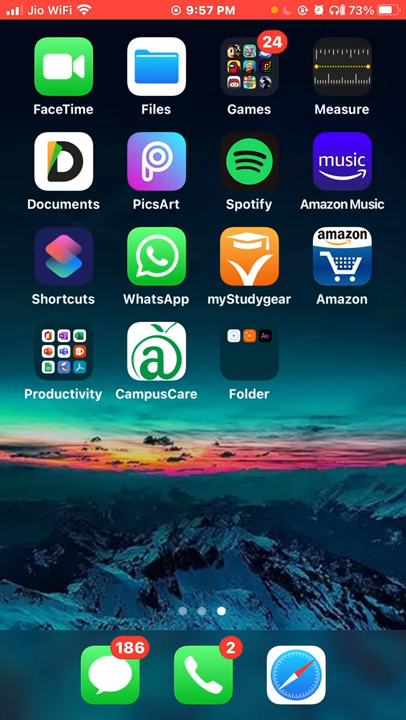 Jio WiFi 9:57 PM 73%
24
FaceTime Files Games Measure
music
Documents PicsArt Spotify Amazon Music
amazon
Shortcuts WhatsApp myStudygear Amazon
a
Productivity CampusCare Folder
186 2